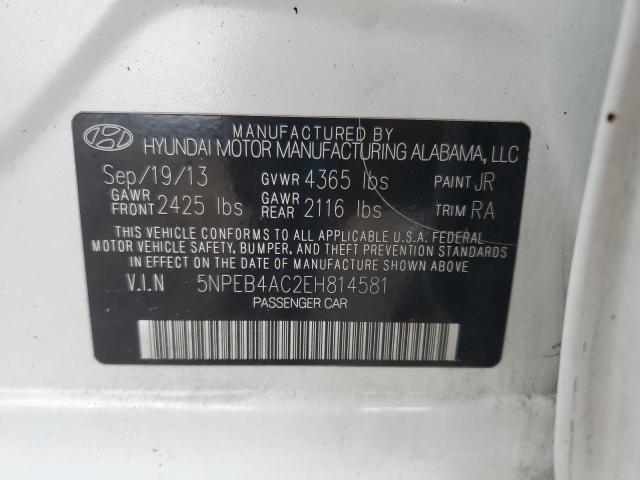 MANUFACTURED BY
HYUNDAI MOTOR MANUFACTURING ALABAMA, LLC
Sep/19/13 GVWR 4365 lbs PAINT JR
GAWR FRONT 2425 lbs GAWR REAR 2116 lbs TRIM RA
THIS VEHICLE CONFORMS TO ALL APPLICABLE U.S.A. FEDERAL
MOTOR VEHICLE SAFETY, BUMPER, AND THEFT PREVENTION STANDARDS
IN EFFECT ON THE DATE OF MANUFACTURE SHOWN ABOVE
V.I.N 5NPEB4AC2EH814581
PASSENGER CAR